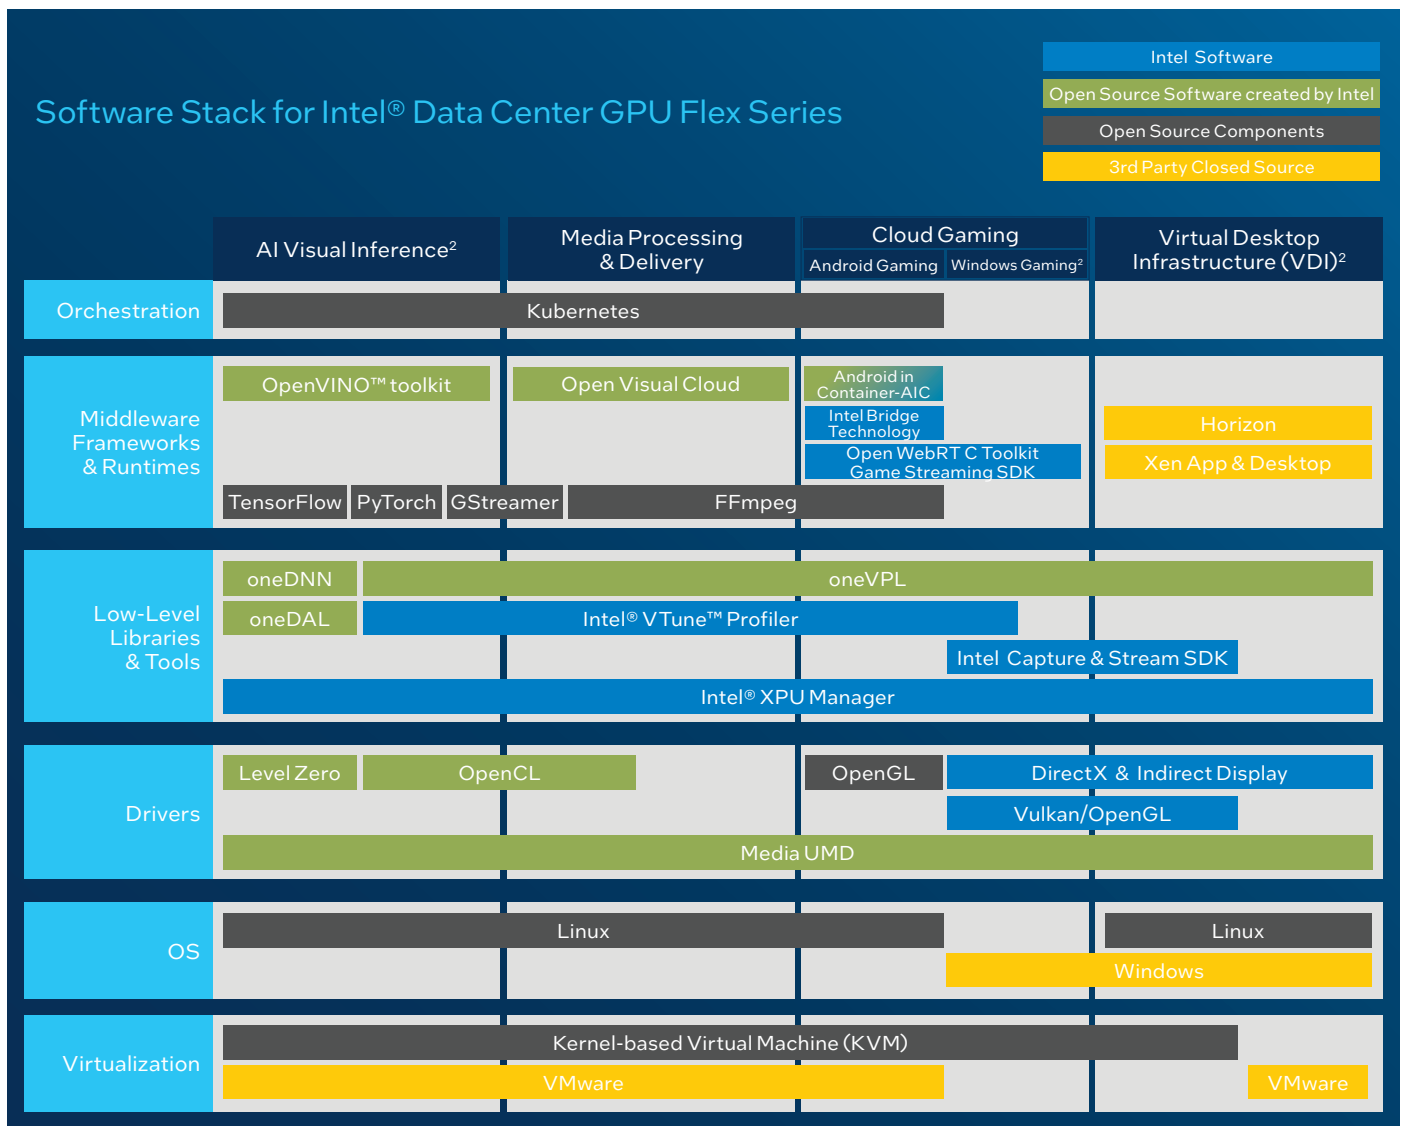 Intel Software
Open Source Software created by Intel
Open Source Components
3rd Party Closed Source
Software Stack for Intel® Data Center GPU Flex Series
AI Visual Inference²
Media Processing
& Delivery
Cloud Gaming
Android Gaming
Windows Gaming²
Virtual Desktop
Infrastructure (VDI)²
Orchestration
Kubernetes
Middleware
Frameworks
& Runtimes
OpenVINO™ toolkit
Open Visual Cloud
Android in
Container-AIC
Intel Bridge
Technology
Open WebRT C Toolkit
Game Streaming SDK
Horizon
Xen App & Desktop
TensorFlow
PyTorch
GStreamer
FFmpeg
Low-Level
Libraries
& Tools
oneDNN
oneVPL
oneDAL
Intel® VTune™ Profiler
Intel Capture & Stream SDK
Intel® XPU Manager
Drivers
Level Zero
OpenCL
OpenGL
DirectX & Indirect Display
Vulkan/OpenGL
Media UMD
OS
Linux
Linux
Windows
Virtualization
Kernel-based Virtual Machine (KVM)
VMware
VMware